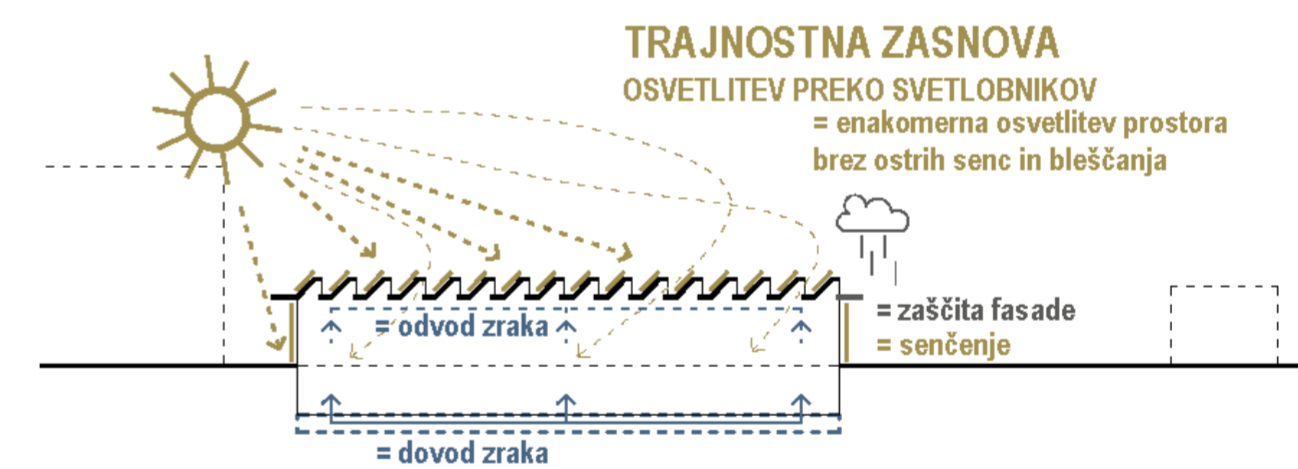 TRAJNOSTNA ZASNOVA
OSVETLITEV PREKO SVETLOBNIKOV
= enakomerna osvetlitev prostora
brez ostrih senc in bleščanja
= zaščita fasade
= odvod zraka
= senčenje
= dovod zraka